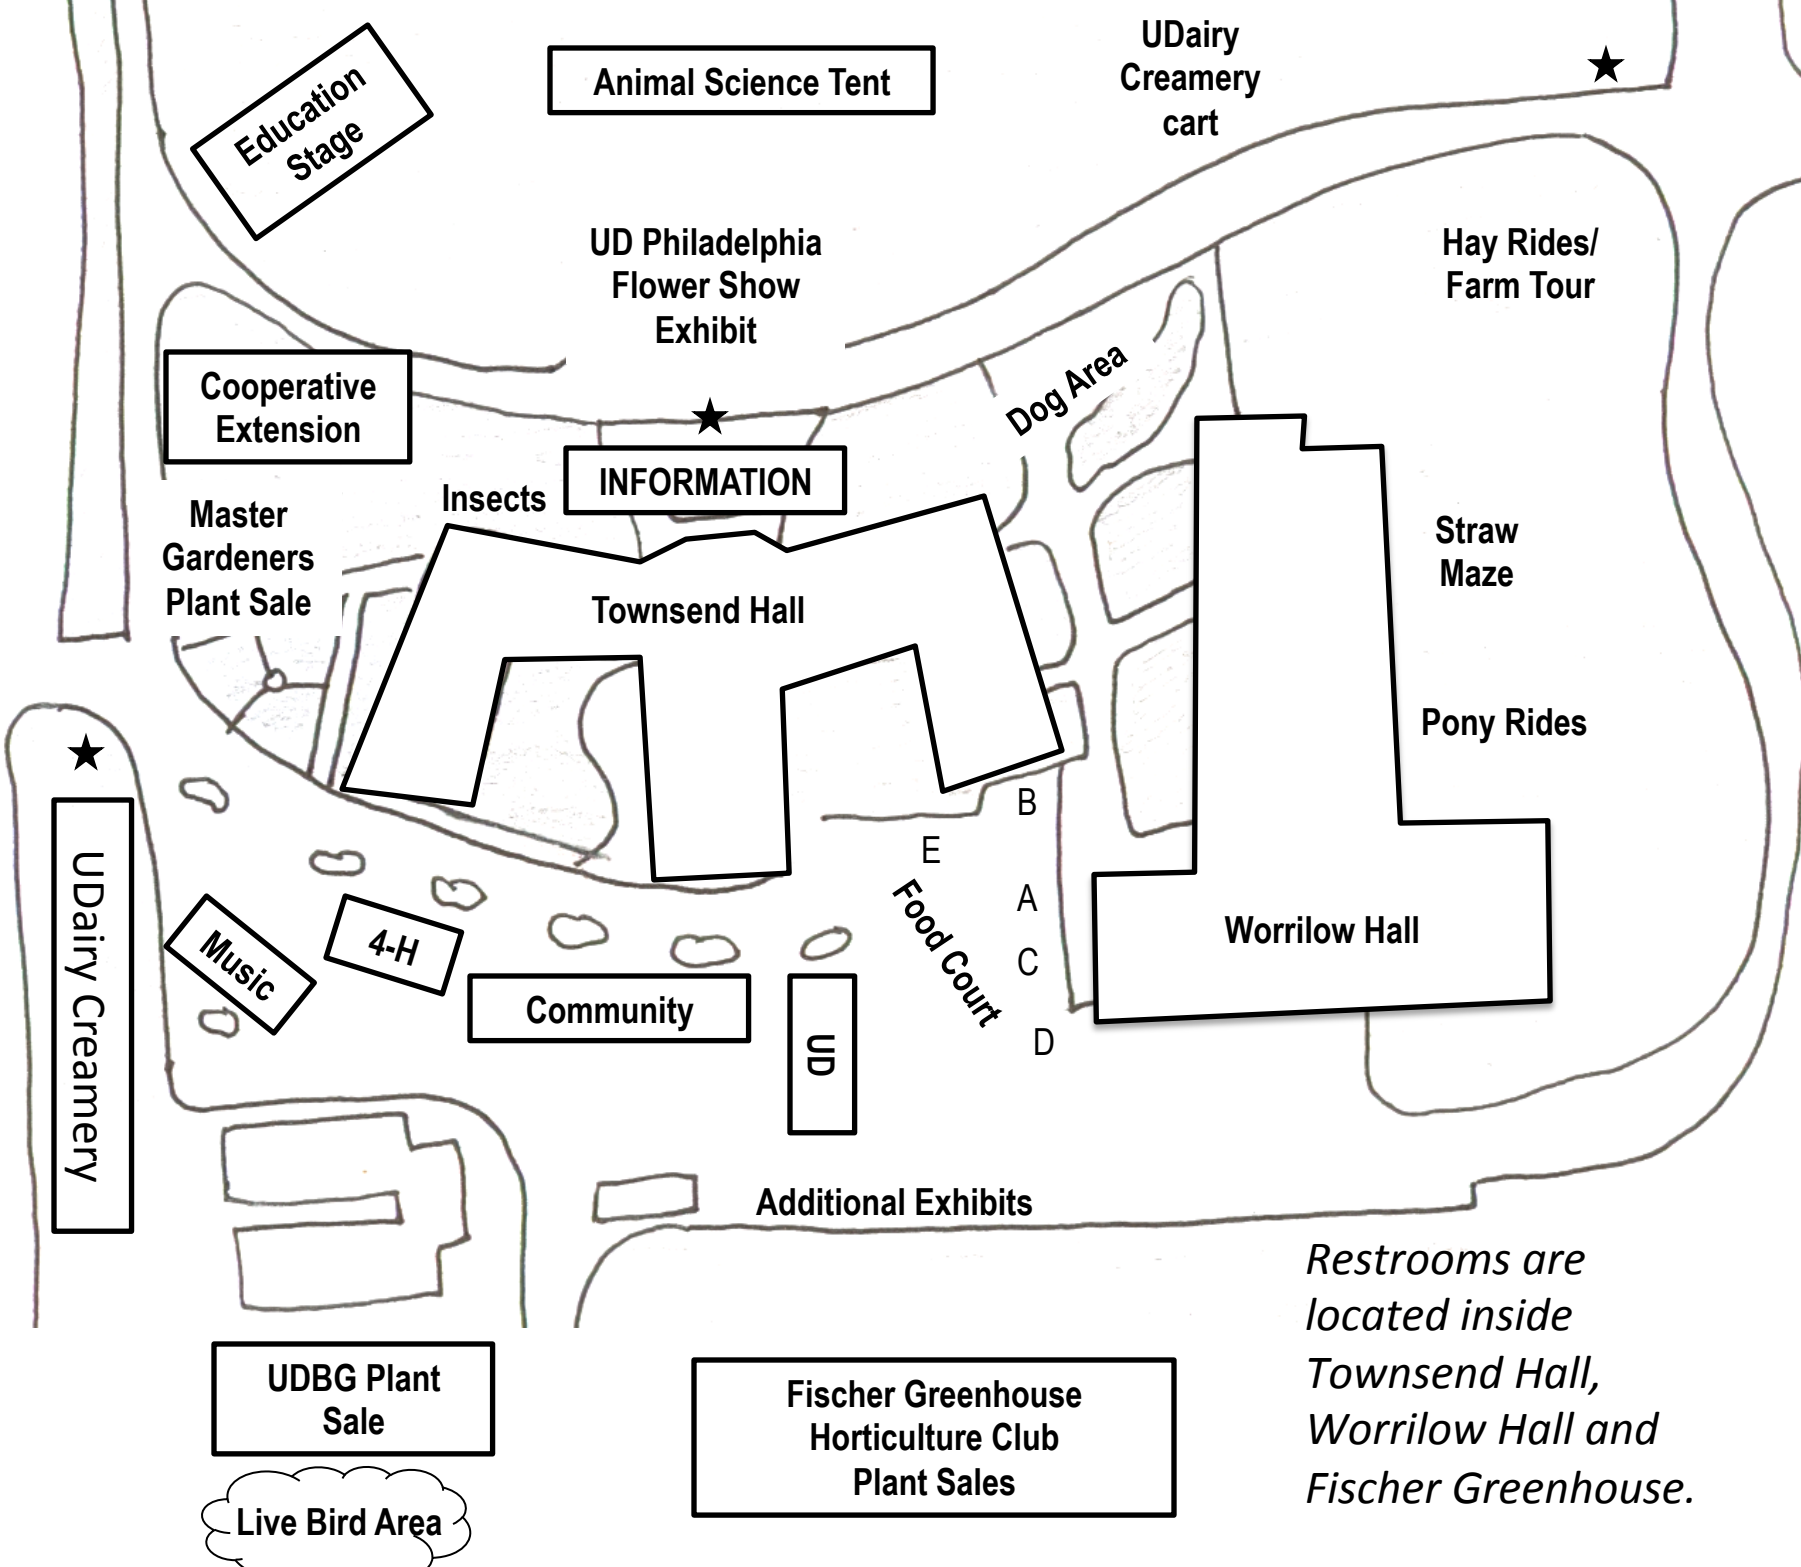 UDairy
Creamery
cart
★
Education
Stage
Animal Science Tent
UD Philadelphia
Flower Show
Exhibit
Hay Rides/
Farm Tour
Cooperative
Extension
★
Dog Area
INFORMATION
Insects
Master
Gardeners
Plant Sale
Straw
Maze
Townsend Hall
Pony Rides
★
UDairy Creamery
B
E
A
C
D
Food Court
Worrilow Hall
Music
4-H
Community
UD
Additional Exhibits
Restrooms are
located inside
Townsend Hall,
Worrilow Hall and
Fischer Greenhouse.
UDBG Plant
Sale
Fischer Greenhouse
Horticulture Club
Plant Sales
Live Bird Area